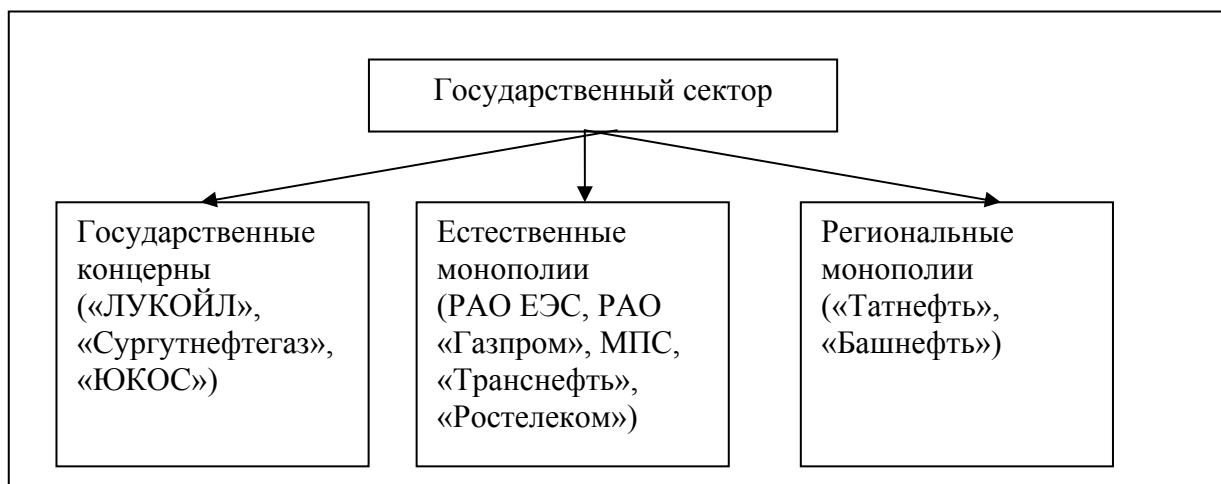 Государственный сектор
Государственные
концерны
(«ЛУКОЙЛ»,
«Сургутнефтегаз»,
«ЮКОС»)
Естественные
монополии
(РАО ЕЭС, РАО
«Газпром», МПС,
«Транснефть»,
«Ростелеком»)
Региональные
монополии
(«Татнефть»,
«Башнефть»)